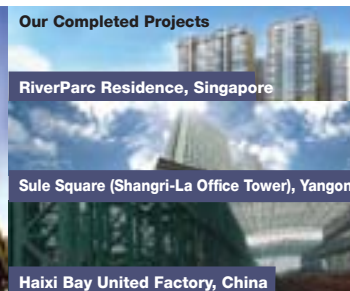 Our Completed Projects
RiverParc Residence, Singapore
Sule Square (Shangri-La Office Tower), Yangon
Haixi Bay United Factory, China